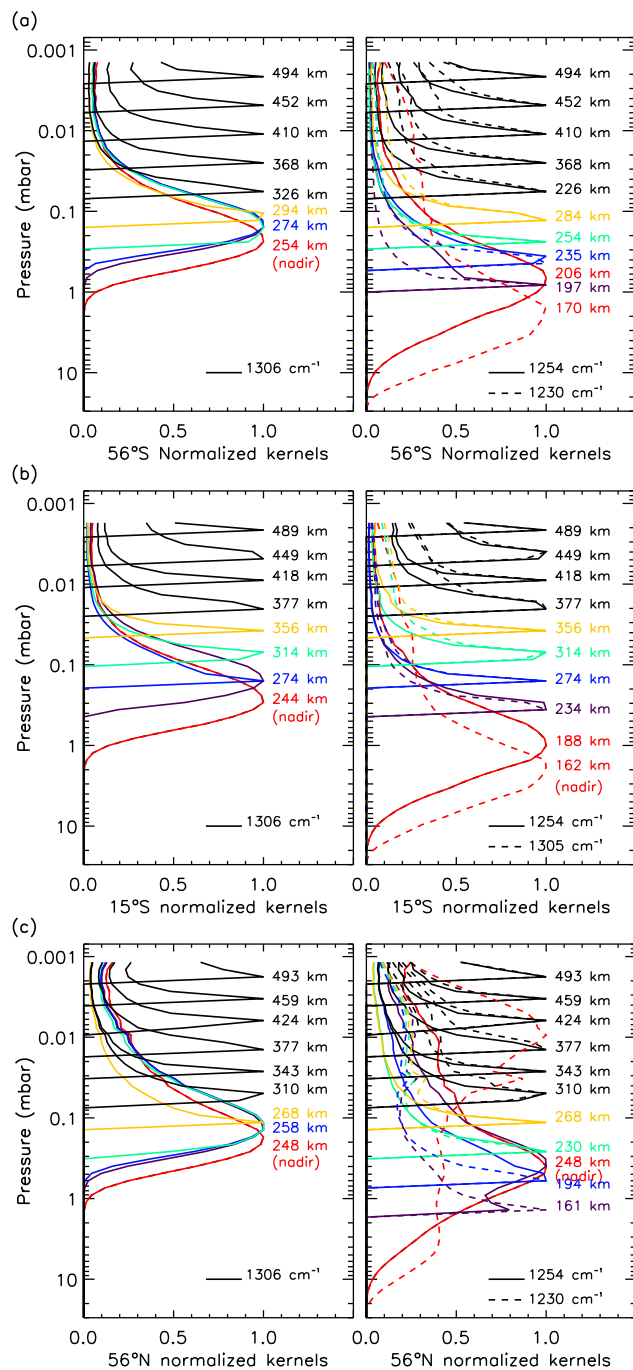 (a)
0.001
0.01
0.1
1
10
Pressure (mbar)
494 km
452 km
410 km
368 km
326 km
294 km
274 km
254 km
(nadir)
1306 cm⁻¹
0.0 0.5 1.0
56°S Normalized kernels
494 km
452 km
410 km
368 km
226 km
284 km
254 km
235 km
206 km
197 km
170 km
1254 cm⁻¹
1230 cm⁻¹
0.0 0.5 1.0
56°S Normalized kernels
(b)
0.001
0.01
0.1
1
10
Pressure (mbar)
489 km
449 km
418 km
377 km
356 km
314 km
274 km
244 km
(nadir)
1306 cm⁻¹
0.0 0.5 1.0
15°S normalized kernels
489 km
449 km
418 km
377 km
356 km
314 km
274 km
234 km
188 km
162 km
(nadir)
1254 cm⁻¹
1305 cm⁻¹
0.0 0.5 1.0
15°S normalized kernels
(c)
0.001
0.01
0.1
1
10
Pressure (mbar)
493 km
459 km
424 km
377 km
343 km
310 km
268 km
258 km
248 km
(nadir)
1306 cm⁻¹
0.0 0.5 1.0
56°N normalized kernels
493 km
459 km
424 km
377 km
343 km
310 km
268 km
230 km
248 km
(nadir)
194 km
161 km
1254 cm⁻¹
1230 cm⁻¹
0.0 0.5 1.0
56°N normalized kernels